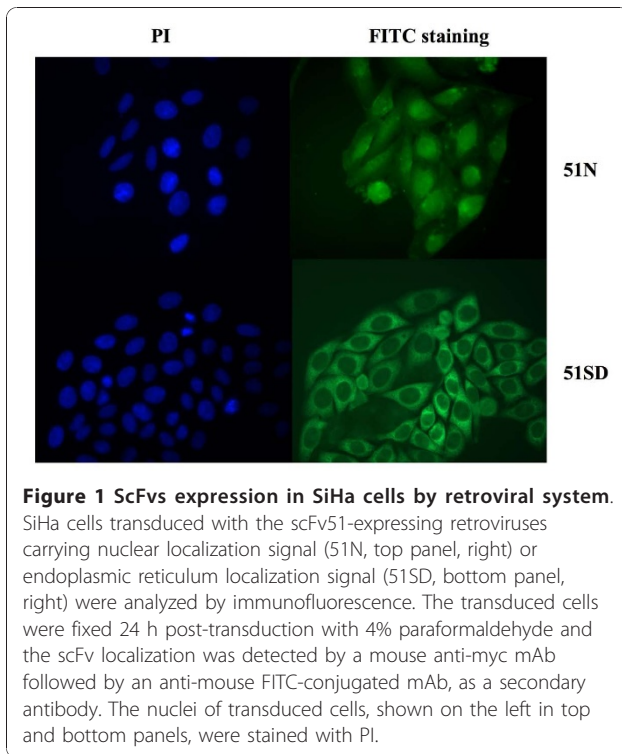 PI FITC staining
51N
51SD
Figure 1 ScFvs expression in SiHa cells by retroviral system.
SiHa cells transduced with the scFv51-expressing retroviruses
carrying nuclear localization signal (51N, top panel, right) or
endoplasmic reticulum localization signal (51SD, bottom panel,
right) were analyzed by immunofluorescence. The transduced cells
were fixed 24 h post-transduction with 4% paraformaldehyde and
the scFv localization was detected by a mouse anti-myc mAb
followed by an anti-mouse FITC-conjugated mAb, as a secondary
antibody. The nuclei of transduced cells, shown on the left in top
and bottom panels, were stained with PI.